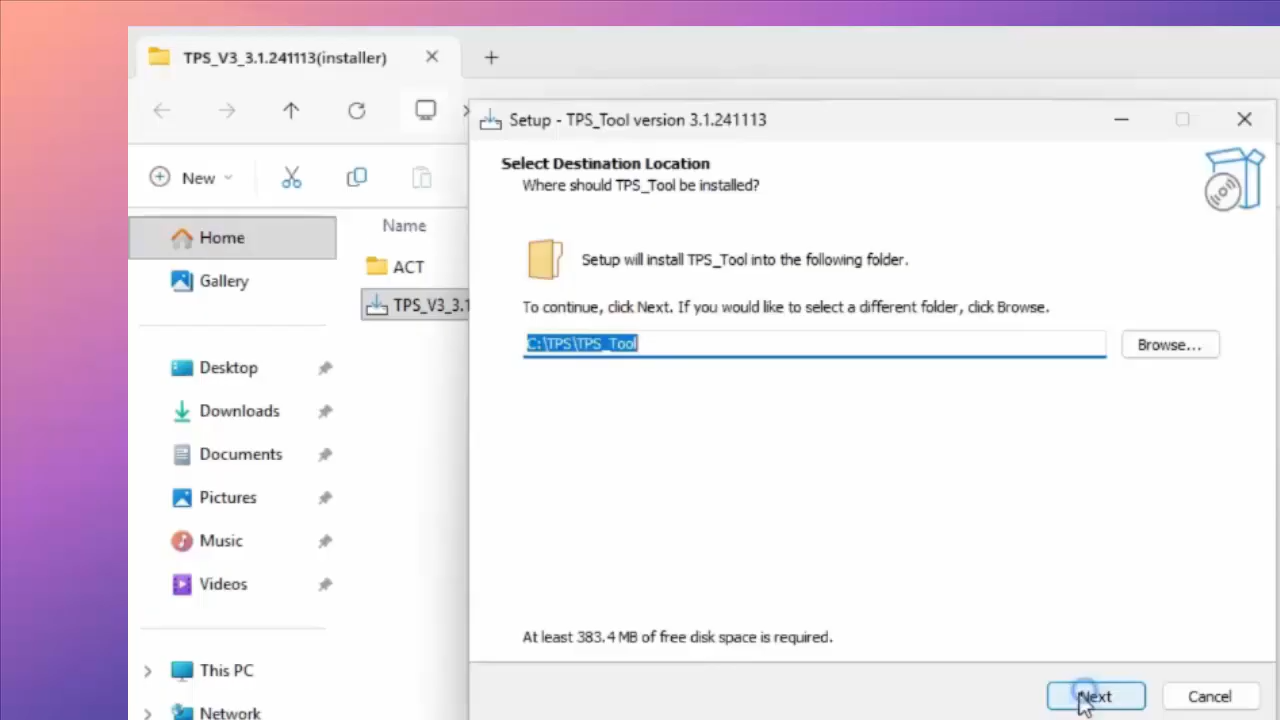 TPS_V3_3.1.241113(installer)
Setup - TPS_Tool version 3.1.241113
New
Select Destination Location
Where should TPS_Tool be installed?
Name
Home
ACT
Setup will install TPS_Tool into the following folder.
Gallery
TPS_V3_3.1
To continue, click Next. If you would like to select a different folder, click Browse.
C:\TPS\TPS_Tool
Browse...
Desktop
Downloads
Documents
Pictures
Music
Videos
At least 383.4 MB of free disk space is required.
This PC
Next
Cancel
Network